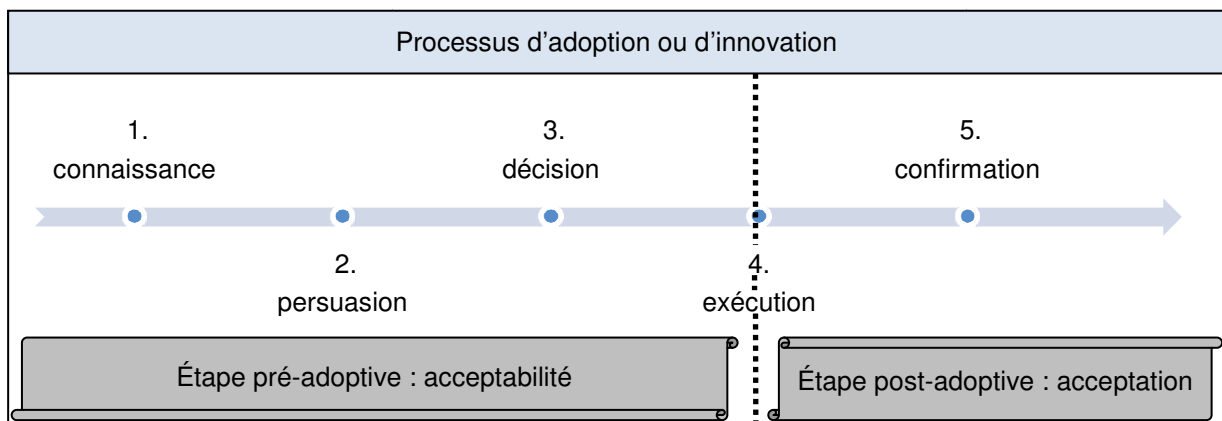 Processus d'adoption ou d'innovation
1.
connaissance
3.
décision
5.
confirmation
2.
persuasion
4.
exécution
Étape pré-adoptive : acceptabilité
Étape post-adoptive : acceptation